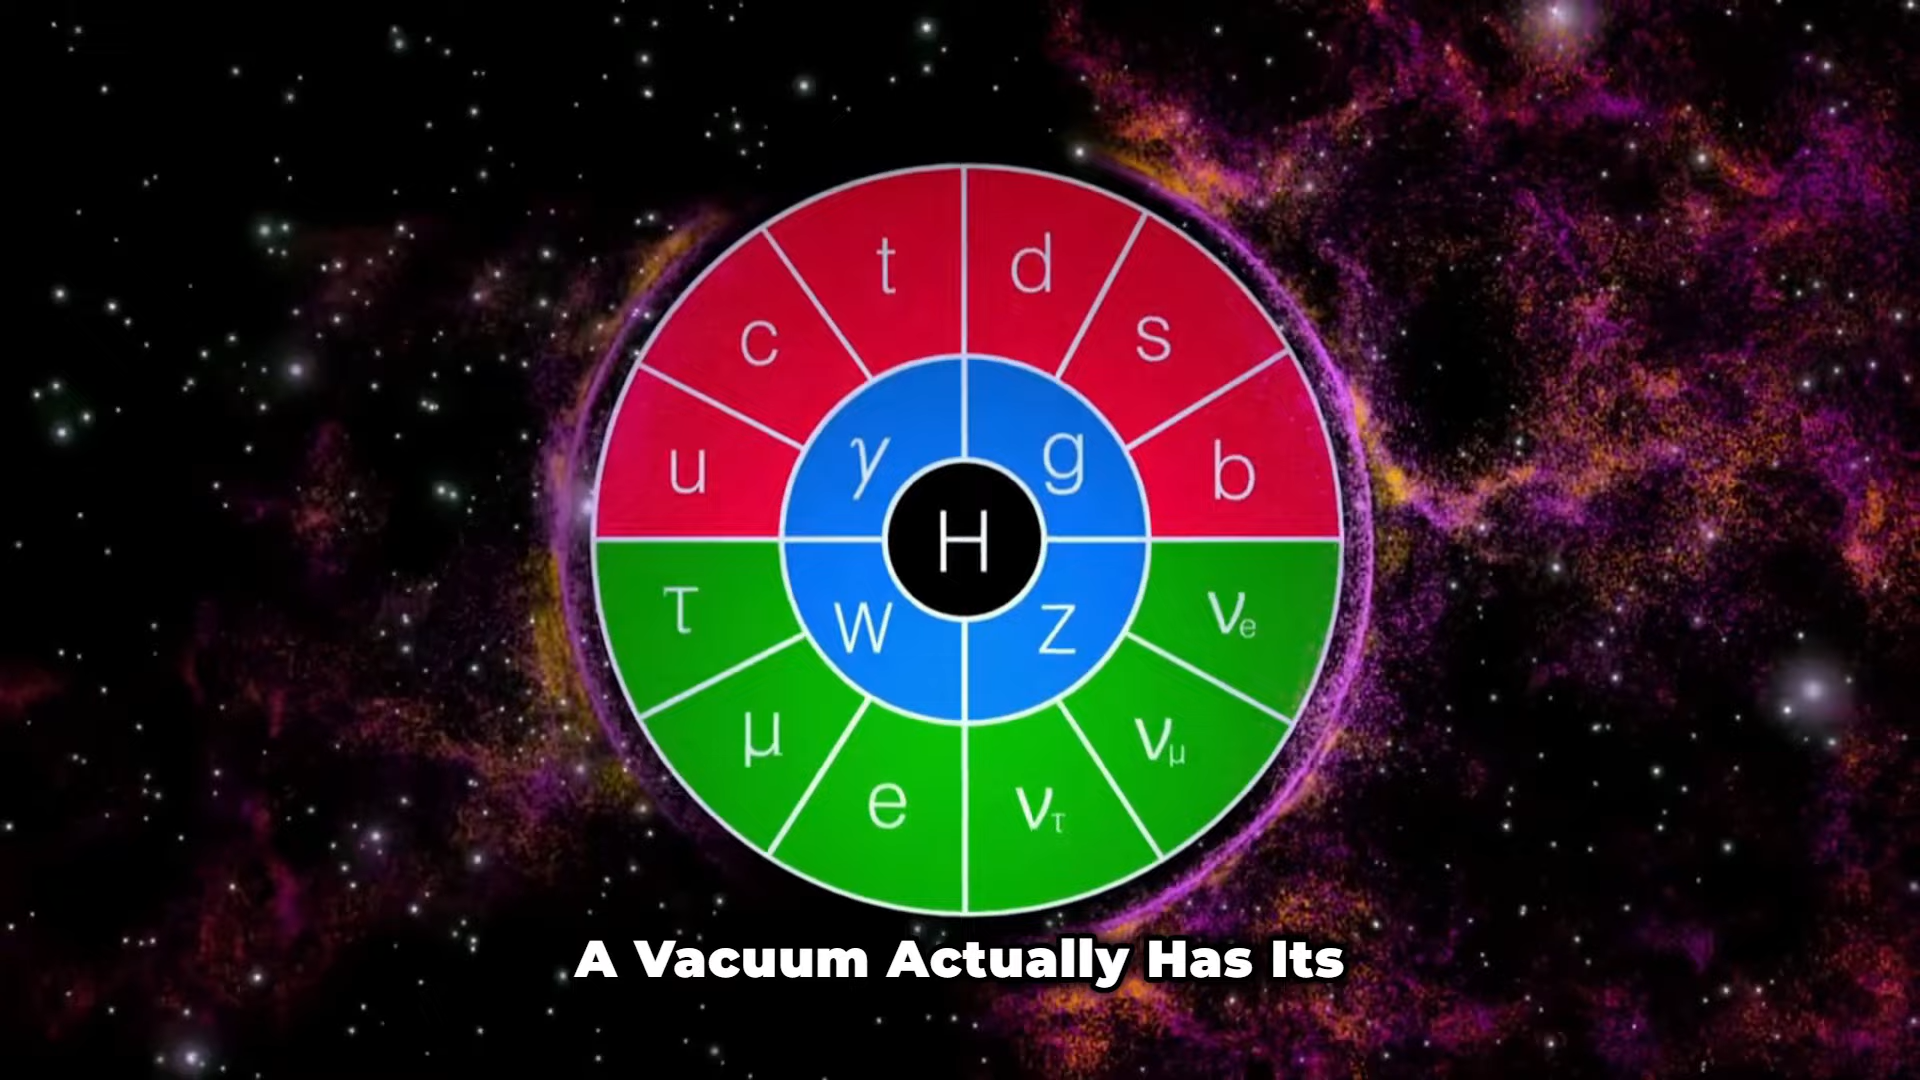 t d
c s
u b
γ g
H
W Z
τ νe
μ νμ
e ντ
A Vacuum Actually Has Its